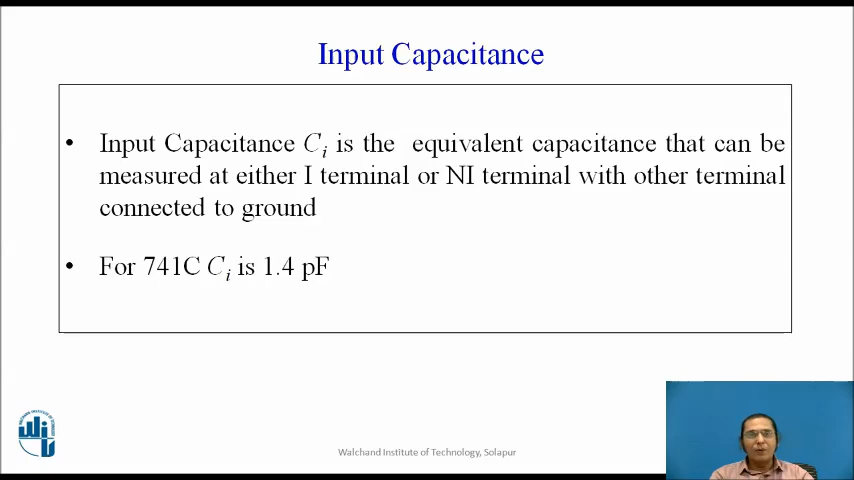 Input Capacitance
• Input Capacitance Ci is the equivalent capacitance that can be
measured at either I terminal or NI terminal with other terminal
connected to ground
• For 741C Ci is 1.4 pF
Walchand Institute of Technology, Solapur